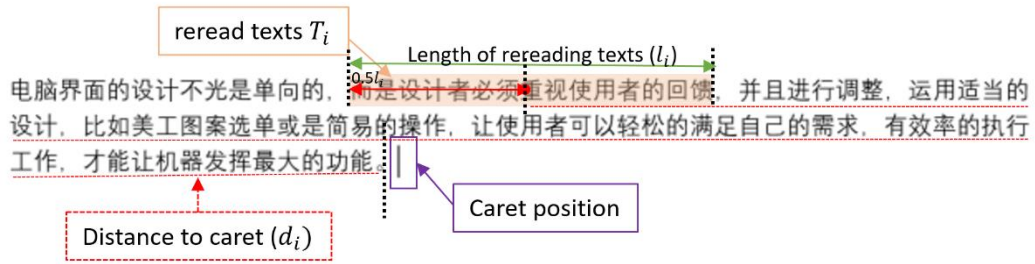 reread texts Tᵢ
Length of rereading texts (lᵢ)
0.5lᵢ
电脑界面的设计不光是单向的，而是设计者必须重视使用者的回馈，并且进行调整，运用适当的
设计，比如美工图案选单或是简易的操作，让使用者可以轻松的满足自己的需求，有效率的执行
工作，才能让机器发挥最大的功能。
Caret position
Distance to caret (dᵢ)